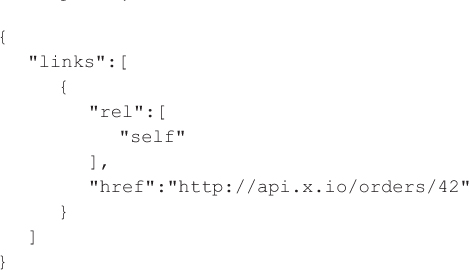 {
"links":[
{
"rel":[
"self"
],
"href":"http://api.x.io/orders/42"
}
]
}